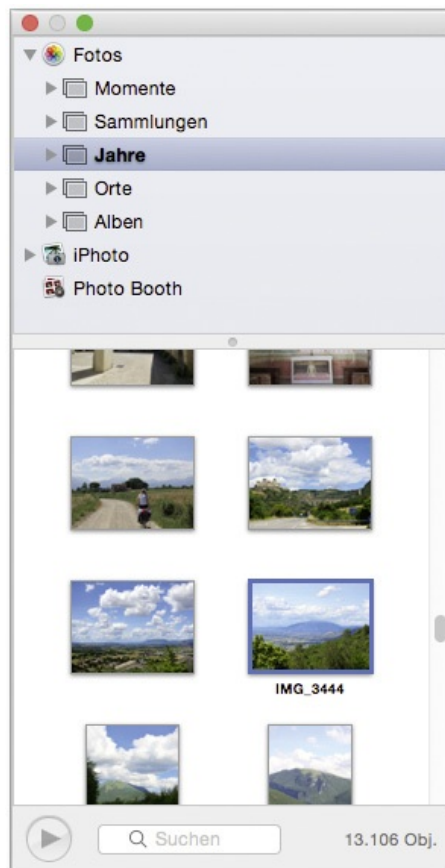 Fotos
Momente
Sammlungen
Jahre
Orte
Alben
iPhoto
Photo Booth
IMG_3444
Suchen
13.106 Obj.